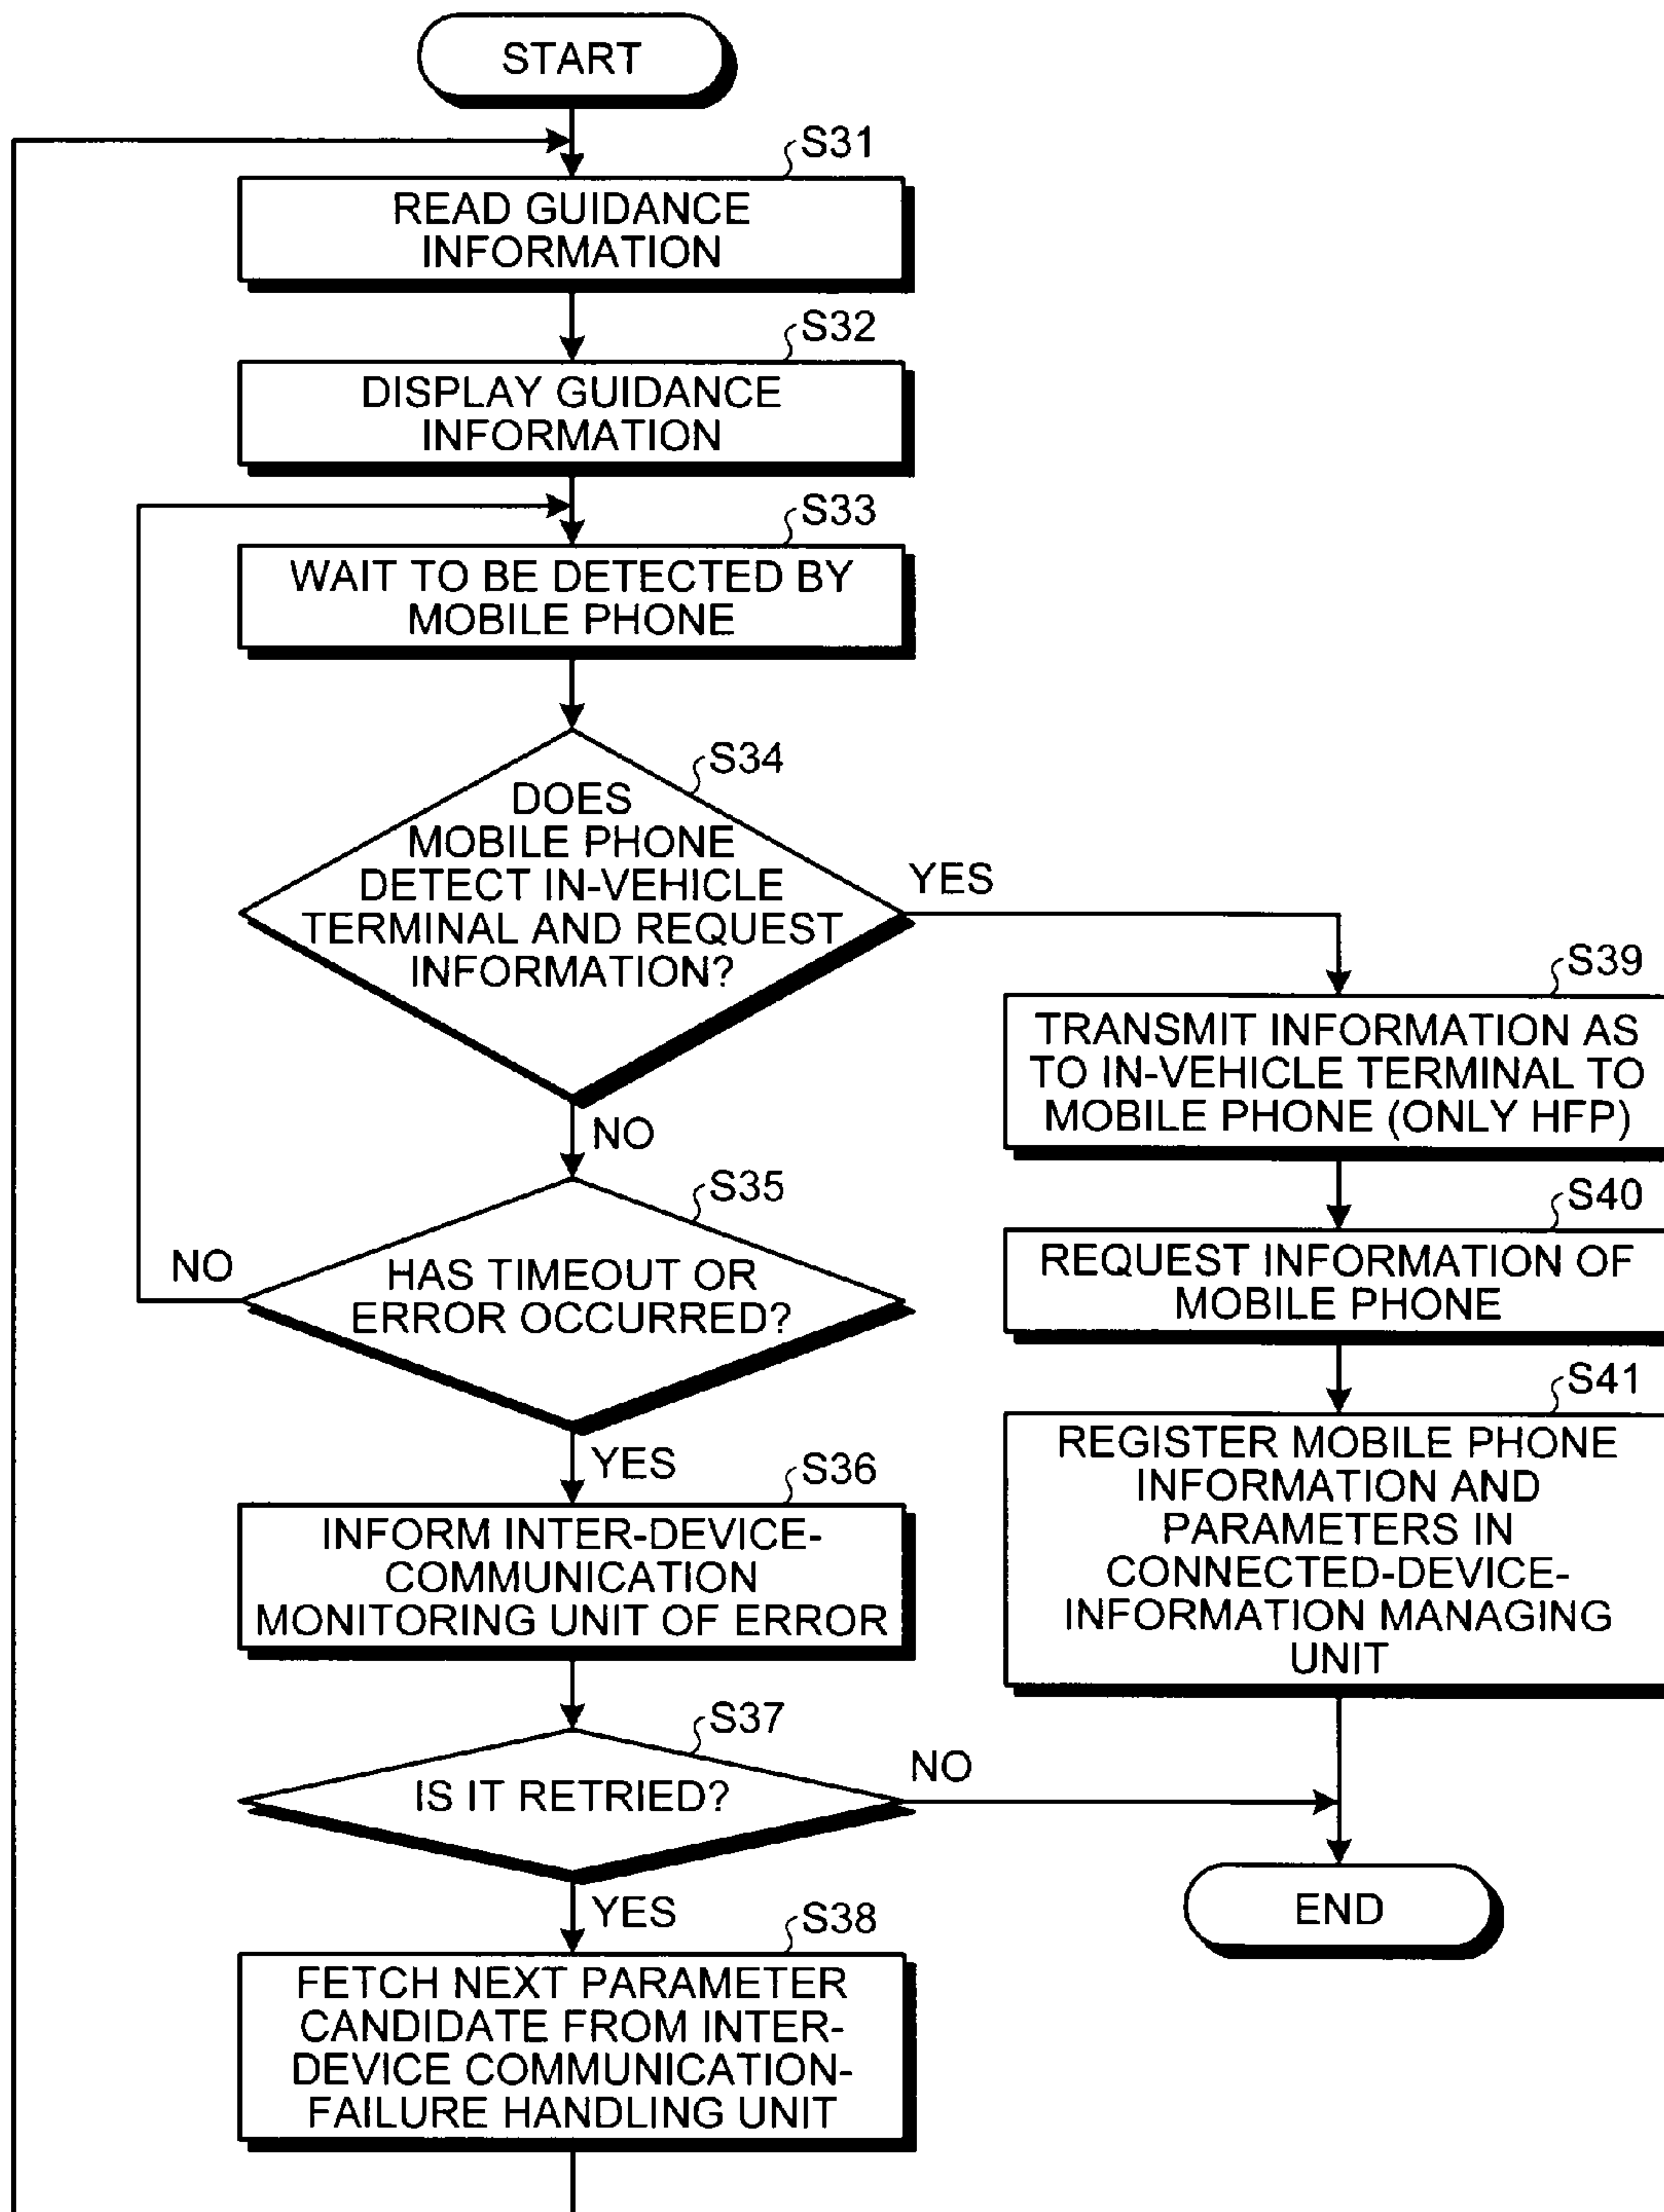 START
S31
READ GUIDANCE
INFORMATION
S32
DISPLAY GUIDANCE
INFORMATION
S33
WAIT TO BE DETECTED BY
MOBILE PHONE
S34
DOES
MOBILE PHONE
DETECT IN-VEHICLE
TERMINAL AND REQUEST
INFORMATION?
YES
NO
S35
HAS TIMEOUT OR
ERROR OCCURRED?
NO
YES
S36
INFORM INTER-DEVICE-
COMMUNICATION
MONITORING UNIT OF ERROR
S37
IS IT RETRIED?
NO
YES
S38
FETCH NEXT PARAMETER
CANDIDATE FROM INTER-
DEVICE COMMUNICATION-
FAILURE HANDLING UNIT
S39
TRANSMIT INFORMATION AS
TO IN-VEHICLE TERMINAL TO
MOBILE PHONE (ONLY HFP)
S40
REQUEST INFORMATION OF
MOBILE PHONE
S41
REGISTER MOBILE PHONE
INFORMATION AND
PARAMETERS IN
CONNECTED-DEVICE-
INFORMATION MANAGING
UNIT
END